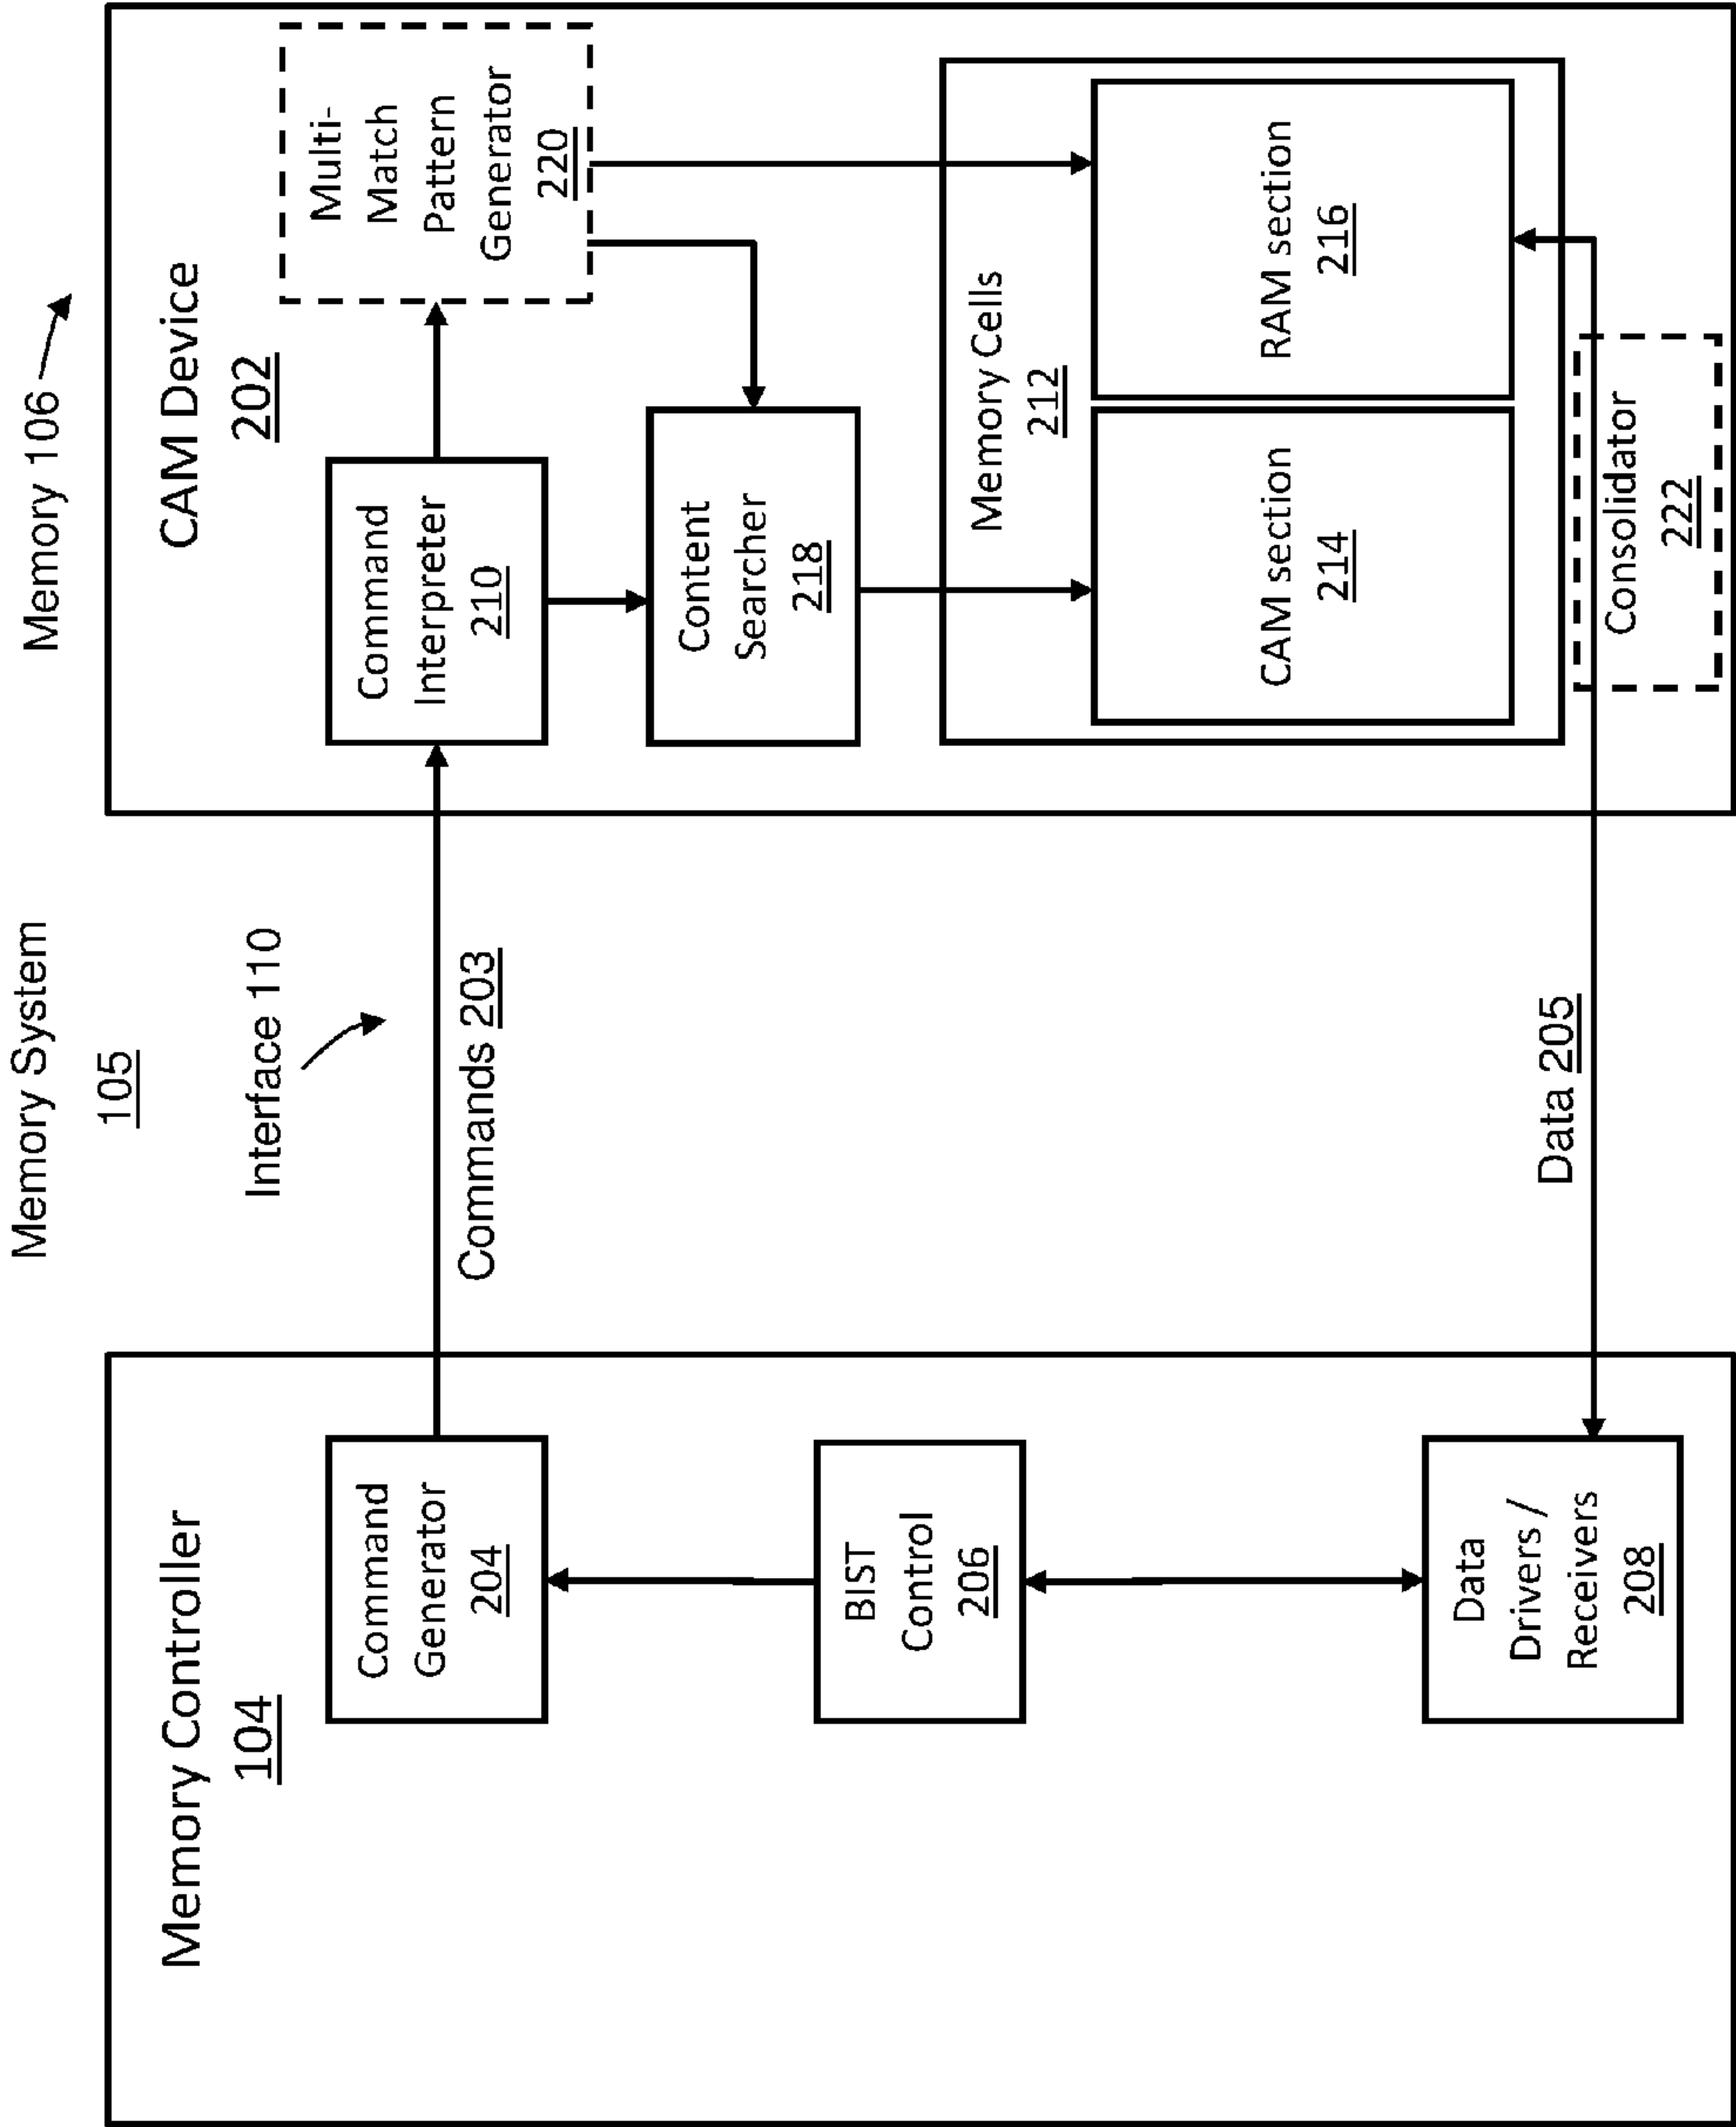 Memory System
105
Memory Controller
104
Command
Generator
204
BIST
Control
206
Data
Drivers /
Receivers
208
Interface 110
Commands 203
Data 205
Memory 106
CAM Device
202
Command
Interpreter
210
Multi-
Match
Pattern
Generator
220
Content
Searcher
218
Memory Cells
212
CAM section
214
RAM section
216
Consolidator
222